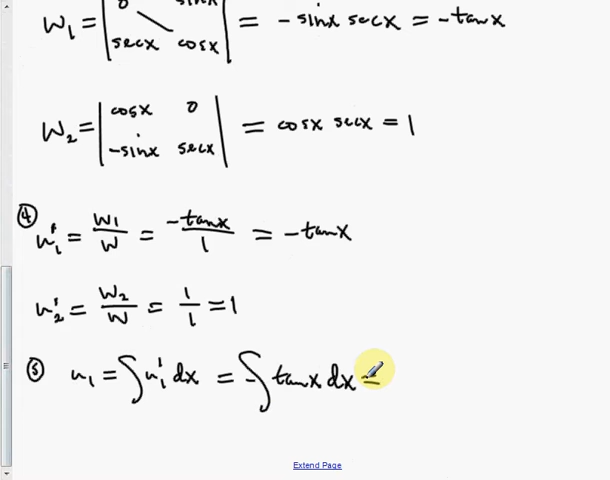 W₁ = | 0 sinx | = - sinx secx = -tanx
| secx cosx |
W₂ = | cosx 0 | = cosx secx = 1
| -sinx secx |
④ u₁' = W₁/W = -tanx/1 = -tanx
u₂' = W₂/W = 1/1 = 1
⑤ u₁ = ∫u₁' dx = -∫tanx dx =
Extend Page